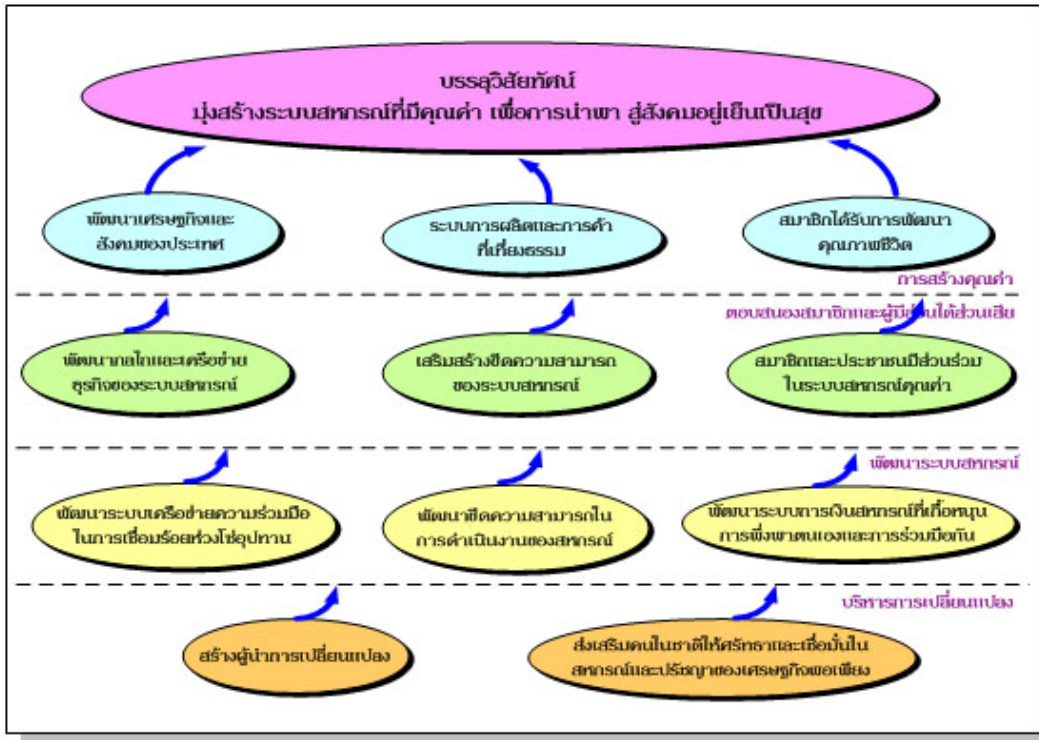 บรรลุวิสัยทัศน์
มุ่งสร้างระบบสหกรณ์ที่มีคุณค่า เพื่อการนำพา สู่สังคมอยู่เย็นเป็นสุข
พัฒนาเศรษฐกิจและ
สังคมของประเทศ
ระบบการผลิตและการค้า
ที่เที่ยงธรรม
สมาชิกได้รับการพัฒนา
คุณภาพชีวิต
การสร้างคุณค่า
ตอบสนองสมาชิกและผู้มีส่วนได้ส่วนเสีย
พัฒนากลไกและเครือข่าย
ธุรกิจของระบบสหกรณ์
เสริมสร้างขีดความสามารถ
ของระบบสหกรณ์
สมาชิกและประชาชนมีส่วนร่วม
ในระบบสหกรณ์คุณค่า
พัฒนาระบบสหกรณ์
พัฒนาระบบเครือข่ายความร่วมมือ
ในการเชื่อมร้อยห่วงโซ่อุปทาน
พัฒนาขีดความสามารถใน
การดำเนินงานของสหกรณ์
พัฒนาระบบการเงินสหกรณ์ที่เกื้อหนุน
การพึ่งพาตนเองและการร่วมมือกัน
บริหารการเปลี่ยนแปลง
สร้างผู้นำการเปลี่ยนแปลง
ส่งเสริมคนในชาติให้ศรัทธาและเชื่อมั่นใน
สหกรณ์และปรัชญาของเศรษฐกิจพอเพียง